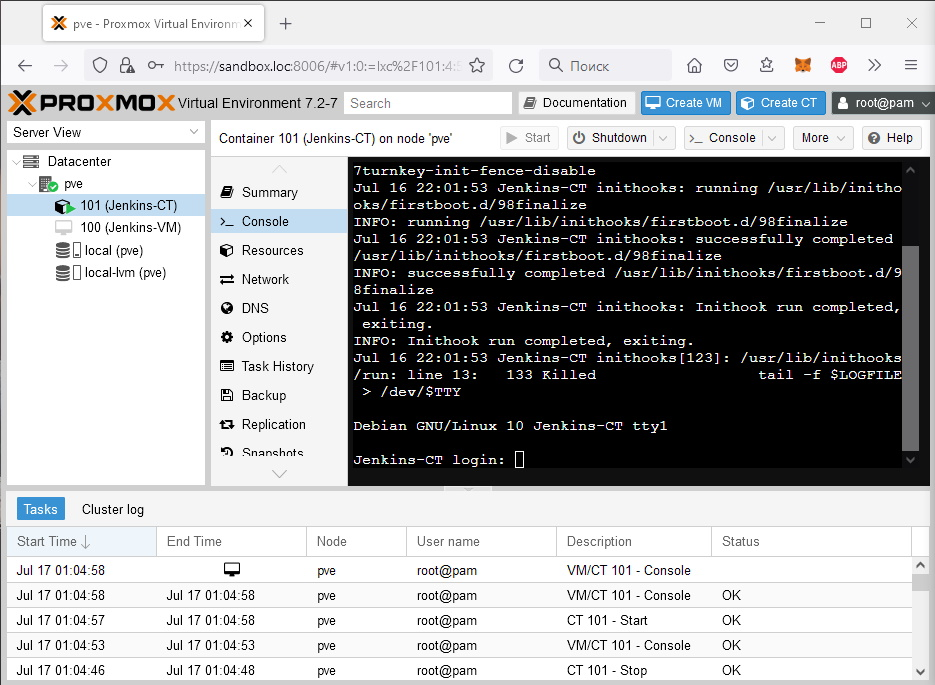 pve - Proxmox Virtual Environm
https://sandbox.loc:8006/#v1:0:=lxc%2F101:4:5
Поиск
ABP
PROXMOX Virtual Environment 7.2-7
Search
Documentation
Create VM
Create CT
root@pam
Server View
Container 101 (Jenkins-CT) on node 'pve'
Start
Shutdown
Console
More
Help
Datacenter
pve
101 (Jenkins-CT)
100 (Jenkins-VM)
local (pve)
local-lvm (pve)
Summary
Console
Resources
Network
DNS
Options
Task History
Backup
Replication
Snapshots
7turnkey-init-fence-disable
Jul 16 22:01:53 Jenkins-CT inithooks: running /usr/lib/initho
oks/firstboot.d/98finalize
INFO: running /usr/lib/inithooks/firstboot.d/98finalize
Jul 16 22:01:53 Jenkins-CT inithooks: successfully completed
/usr/lib/inithooks/firstboot.d/98finalize
INFO: successfully completed /usr/lib/inithooks/firstboot.d/9
8finalize
Jul 16 22:01:53 Jenkins-CT inithooks: Inithook run completed,
exiting.
INFO: Inithook run completed, exiting.
Jul 16 22:01:53 Jenkins-CT inithooks[123]: /usr/lib/inithooks
/run: line 13:   133 Killed                  tail -f $LOGFILE
> /dev/$TTY
Debian GNU/Linux 10 Jenkins-CT tty1
Jenkins-CT login:
Tasks
Cluster log
Start Time End Time Node User name Description Status
Jul 17 01:04:58 pve root@pam VM/CT 101 - Console
Jul 17 01:04:58 Jul 17 01:04:58 pve root@pam VM/CT 101 - Console OK
Jul 17 01:04:57 Jul 17 01:04:58 pve root@pam CT 101 - Start OK
Jul 17 01:04:53 Jul 17 01:04:53 pve root@pam VM/CT 101 - Console OK
Jul 17 01:04:46 Jul 17 01:04:48 pve root@pam CT 101 - Stop OK